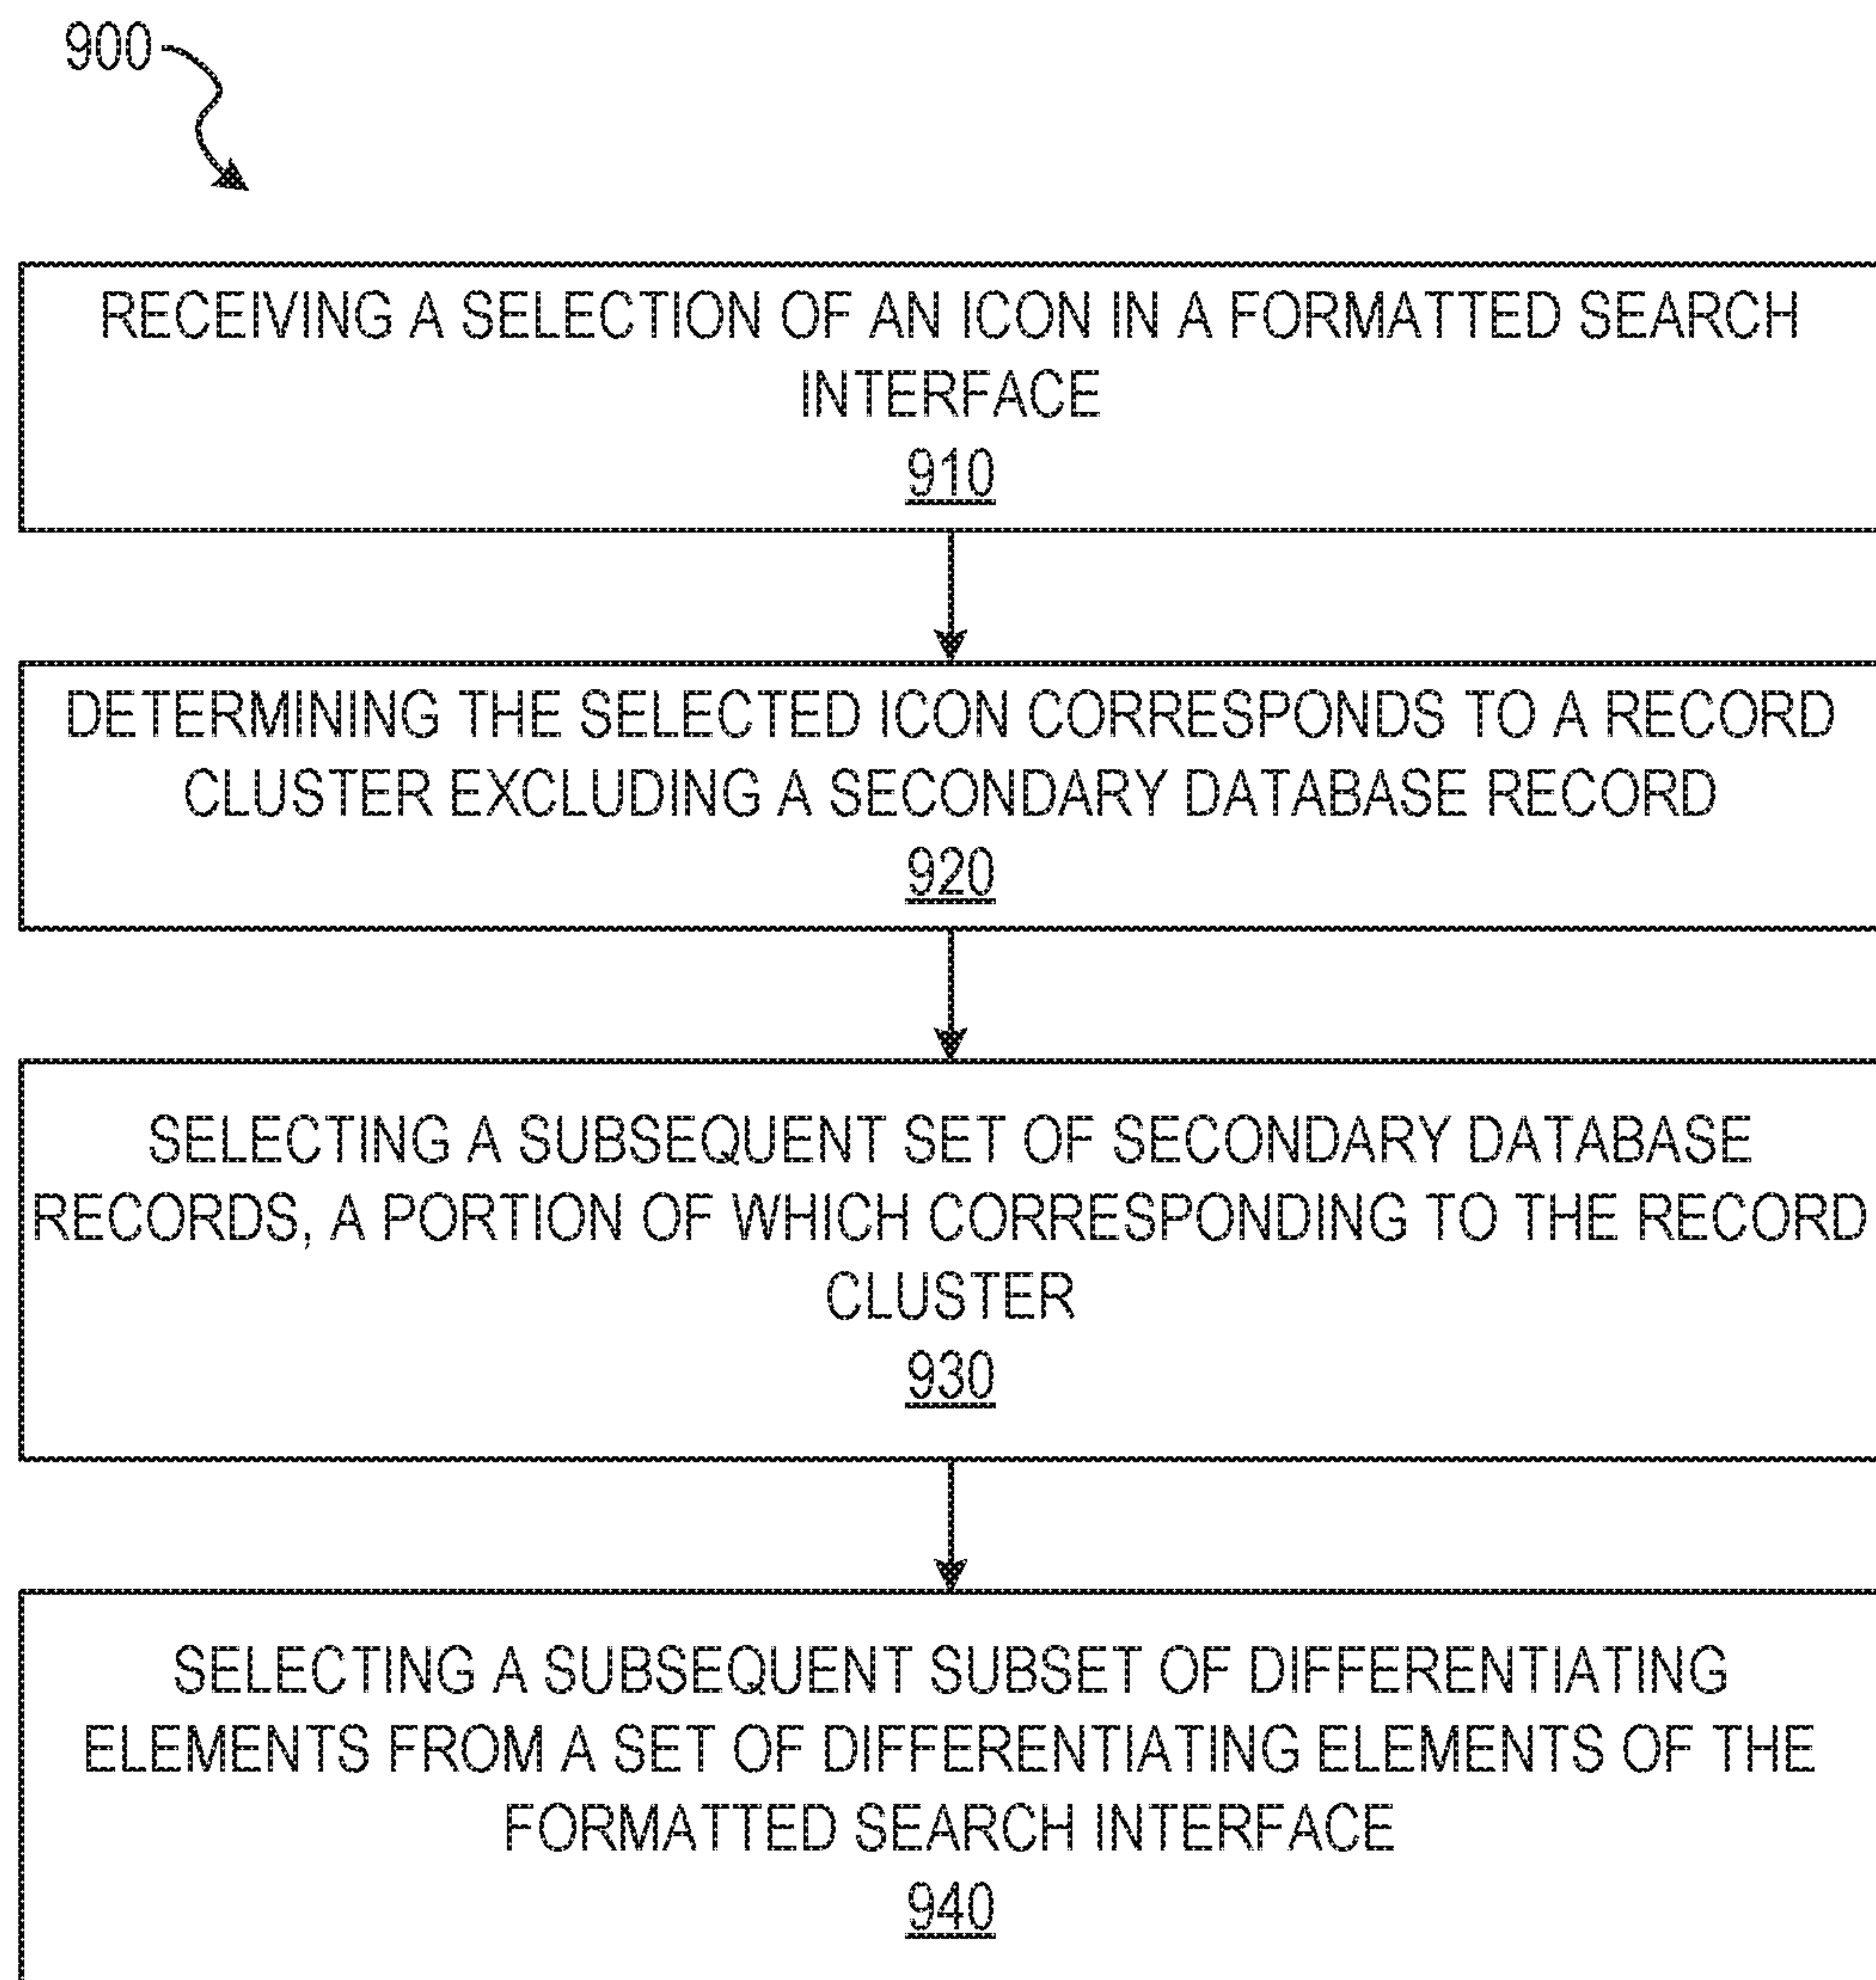 900
RECEIVING A SELECTION OF AN ICON IN A FORMATTED SEARCH
INTERFACE
910
DETERMINING THE SELECTED ICON CORRESPONDS TO A RECORD
CLUSTER EXCLUDING A SECONDARY DATABASE RECORD
920
SELECTING A SUBSEQUENT SET OF SECONDARY DATABASE
RECORDS, A PORTION OF WHICH CORRESPONDING TO THE RECORD
CLUSTER
930
SELECTING A SUBSEQUENT SUBSET OF DIFFERENTIATING
ELEMENTS FROM A SET OF DIFFERENTIATING ELEMENTS OF THE
FORMATTED SEARCH INTERFACE
940